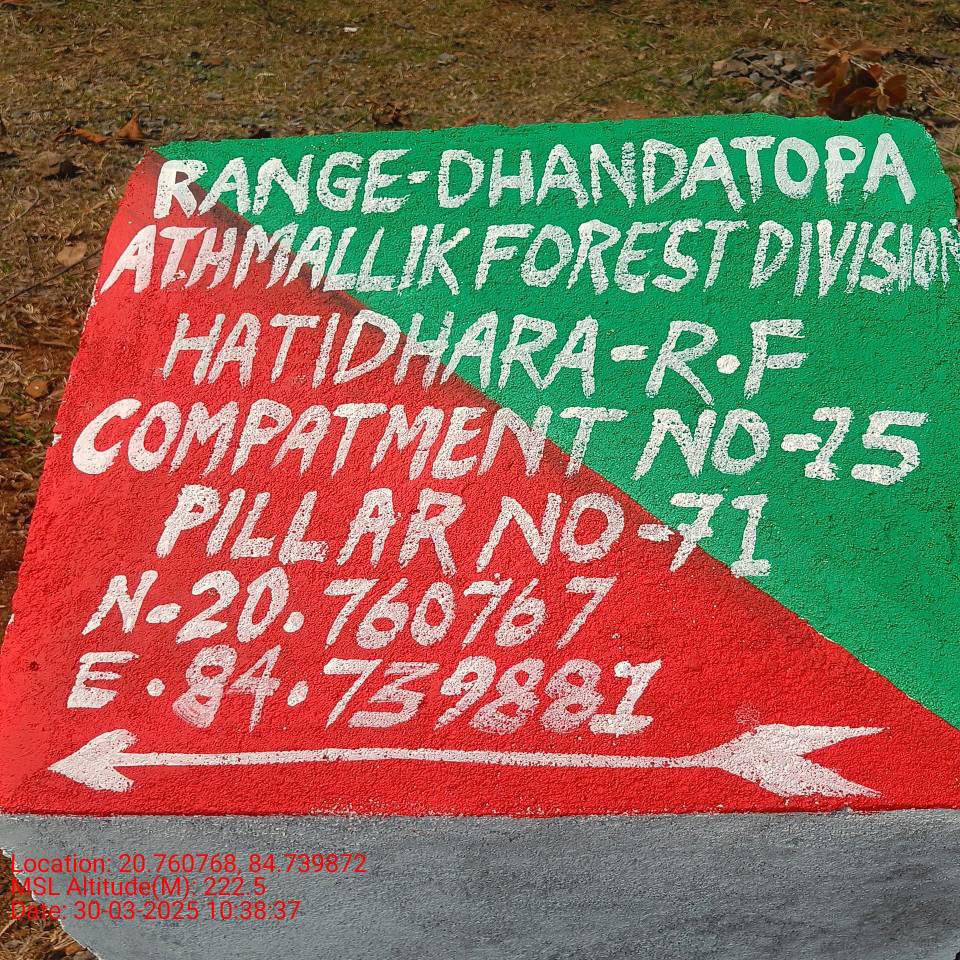 RANGE-DHANDATOPA
ATHMALLIK FOREST DIVISION
HATIDHARA-R.F
COMPATMENT NO-75
PILLAR NO-71
N-20.760767
E.84.739881
Location: 20.760768, 84.739872
MSL Altitude(M): 222.5
Date: 30-03-2025 10:38:37